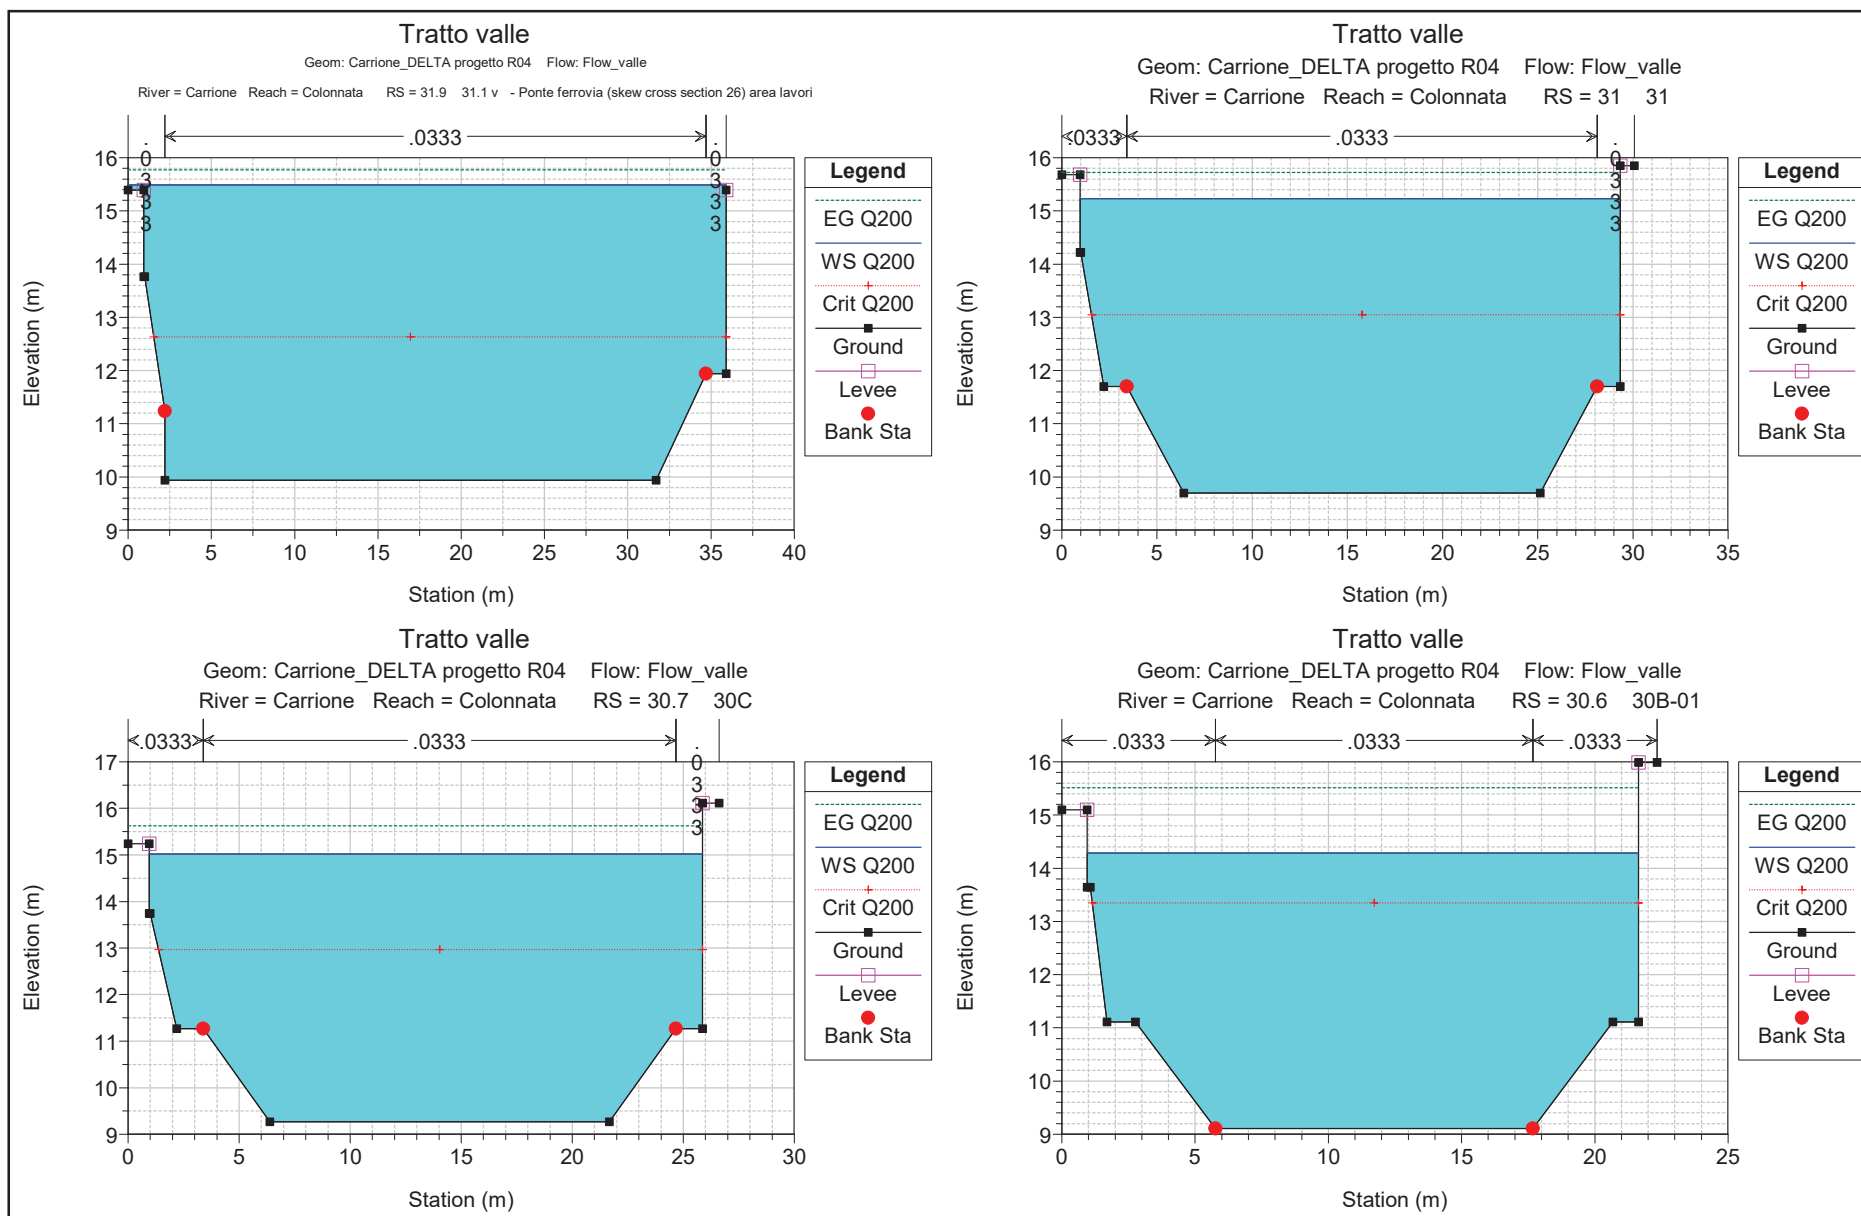 Tratto valle
Geom: Carrione_DELTA progetto R04 Flow: Flow_valle
River = Carrione Reach = Colonnata RS = 31.9 31.1 v - Ponte ferrovia (skew cross section 26) area lavori
.0333
.0333
.0333
16
15
14
13
12
11
10
9
0 5 10 15 20 25 30 35 40
Elevation (m)
Station (m)
Legend
EG Q200
WS Q200
Crit Q200
Ground
Levee
Bank Sta
Tratto valle
Geom: Carrione_DELTA progetto R04 Flow: Flow_valle
River = Carrione Reach = Colonnata RS = 31 31
.0333
.0333
.0333
16
15
14
13
12
11
10
9
0 5 10 15 20 25 30 35
Elevation (m)
Station (m)
Legend
EG Q200
WS Q200
Crit Q200
Ground
Levee
Bank Sta
Tratto valle
Geom: Carrione_DELTA progetto R04 Flow: Flow_valle
River = Carrione Reach = Colonnata RS = 30.7 30C
.0333
.0333
.0333
17
16
15
14
13
12
11
10
9
0 5 10 15 20 25 30
Elevation (m)
Station (m)
Legend
EG Q200
WS Q200
Crit Q200
Ground
Levee
Bank Sta
Tratto valle
Geom: Carrione_DELTA progetto R04 Flow: Flow_valle
River = Carrione Reach = Colonnata RS = 30.6 30B-01
.0333
.0333
.0333
16
15
14
13
12
11
10
9
0 5 10 15 20 25
Elevation (m)
Station (m)
Legend
EG Q200
WS Q200
Crit Q200
Ground
Levee
Bank Sta